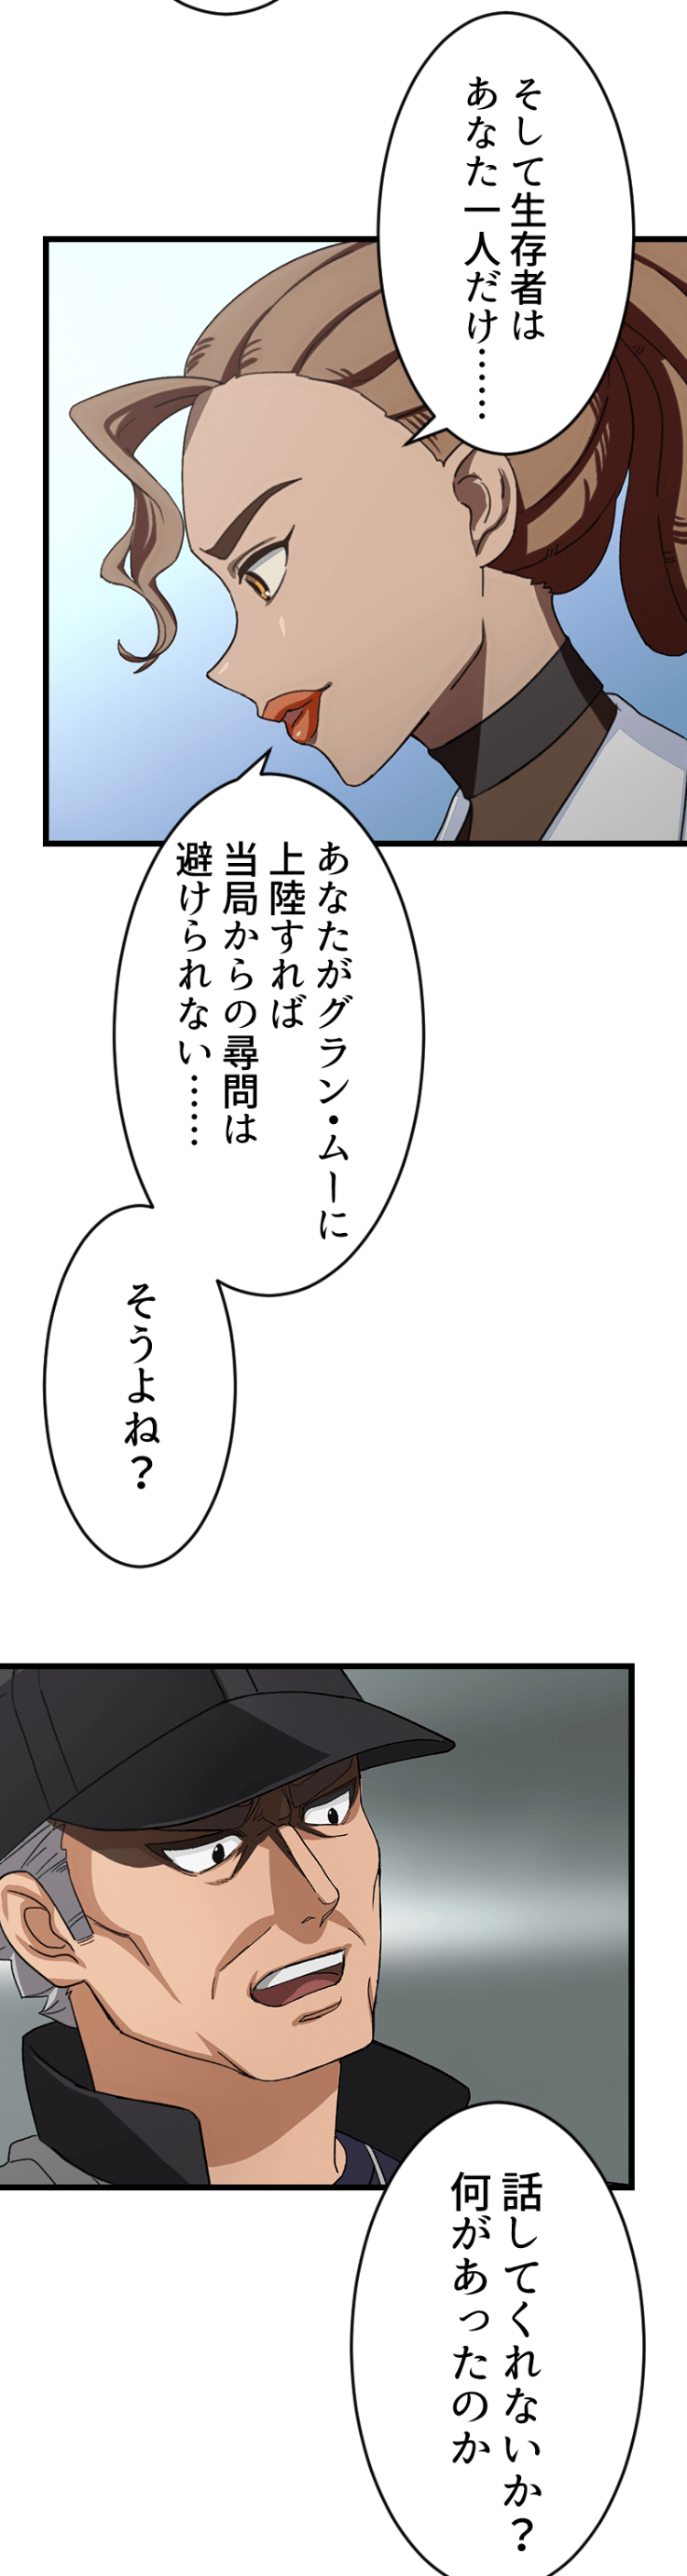 そして生存者は
あなた一人だけ……
あなたがグラン・ムーに
上陸すれば
当局からの尋問は
避けられない……
そうよね？
話してくれないか？
何があったのか